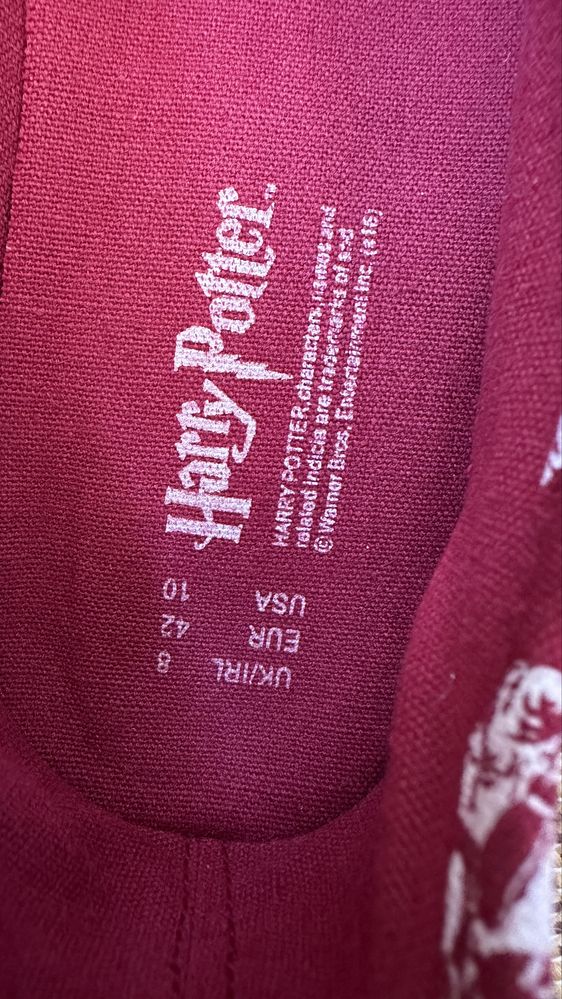 Harry Potter™
HARRY POTTER characters, names and
related indicia are trademarks of and
© Warner Bros. Entertainment Inc. (s16)
UK/IRL 8
EUR 42
USA 10